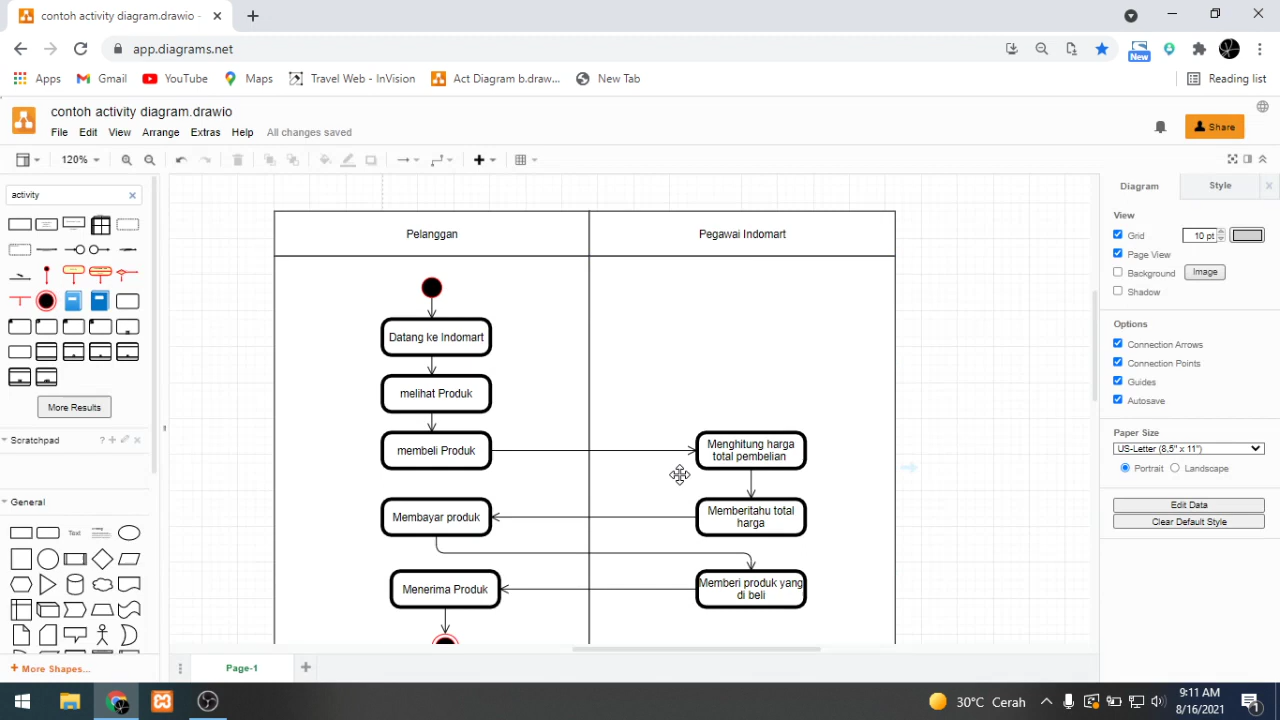 contoh activity diagram.drawio -
app.diagrams.net
New
Apps
Gmail
YouTube
Maps
Travel Web - InVision
Act Diagram b.draw...
New Tab
Reading list
contoh activity diagram.drawio
File Edit View Arrange Extras Help All changes saved
Share
120%
activity
More Results
Scratchpad
?
General
Text
More Shapes...
Pelanggan
Pegawai Indomart
Datang ke Indomart
melihat Produk
membeli Produk
Menghitung harga
total pembelian
Membayar produk
Memberitahu total
harga
Menerima Produk
Memberi produk yang
di beli
Page-1
Diagram
Style
View
Grid
10 pt
Page View
Background
Image
Shadow
Options
Connection Arrows
Connection Points
Guides
Autosave
Paper Size
US-Letter (8,5" x 11")
Portrait
Landscape
Edit Data
Clear Default Style
30°C Cerah
9:11 AM
8/16/2021
1